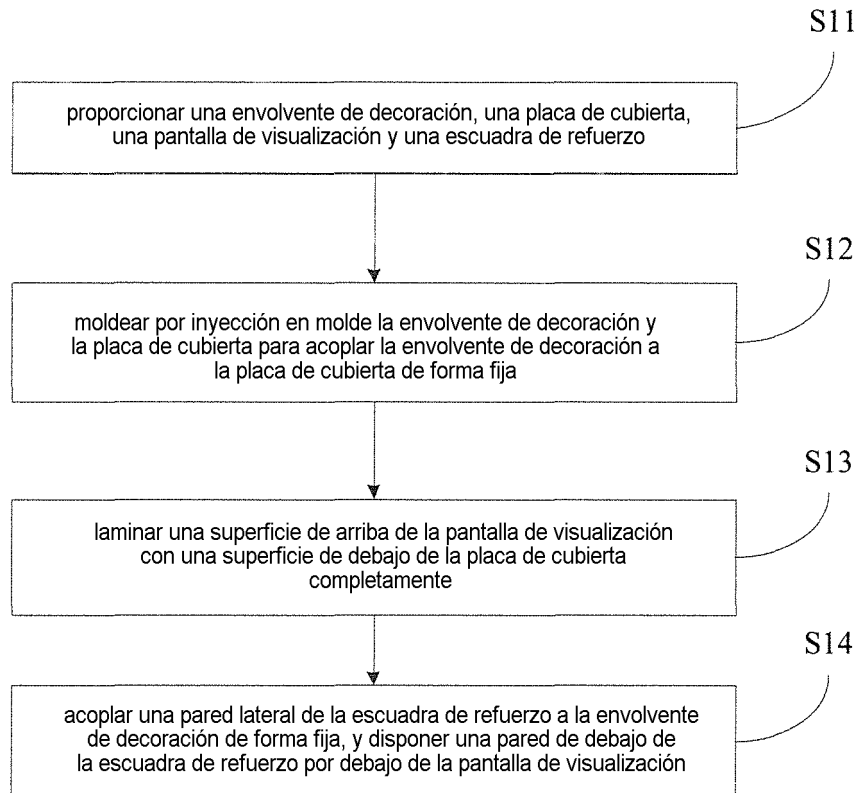 S11
proporcionar una envolvente de decoración, una placa de cubierta,
una pantalla de visualización y una escuadra de refuerzo
S12
moldear por inyección en molde la envolvente de decoración y
la placa de cubierta para acoplar la envolvente de decoración a
la placa de cubierta de forma fija
S13
laminar una superficie de arriba de la pantalla de visualización
con una superficie de debajo de la placa de cubierta
completamente
S14
acoplar una pared lateral de la escuadra de refuerzo a la envolvente
de decoración de forma fija, y disponer una pared de debajo de
la escuadra de refuerzo por debajo de la pantalla de visualización